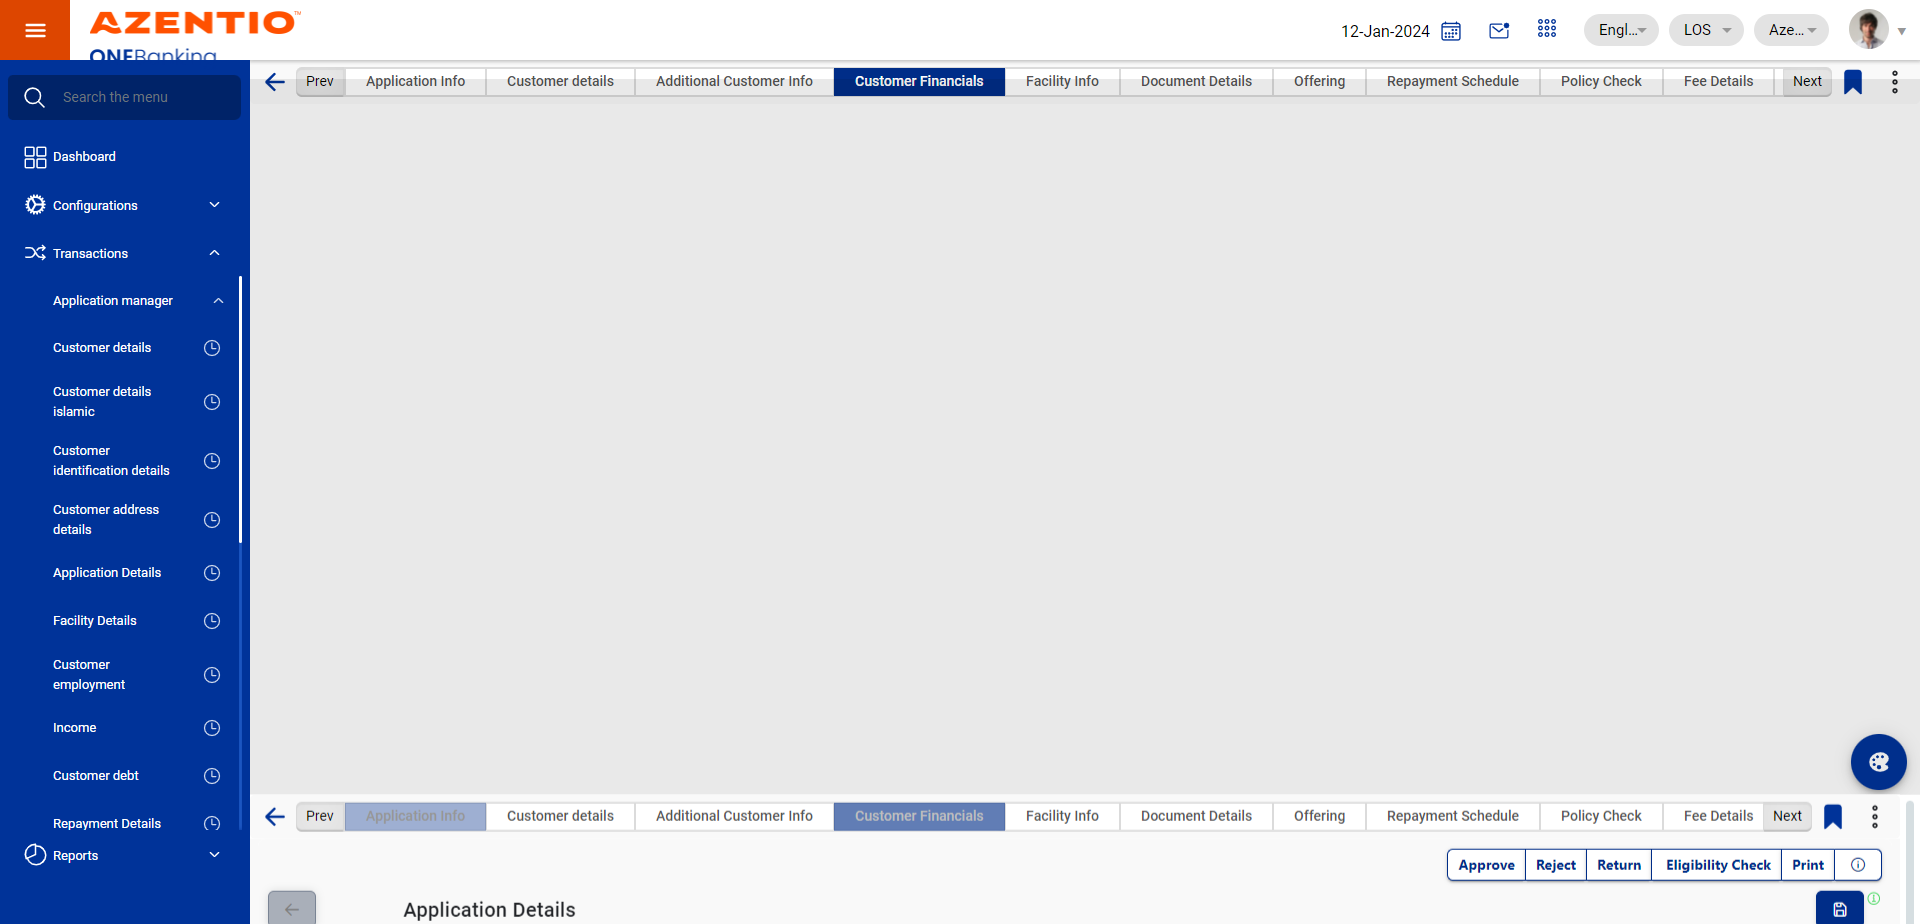 AZENTIO™
ONEBanking
12-Jan-2024
Engl...
LOS
Aze...
Search the menu
Dashboard
Configurations
Transactions
Application manager
Customer details
Customer details
islamic
Customer
identification details
Customer address
details
Application Details
Facility Details
Customer
employment
Income
Customer debt
Repayment Details
Reports
Prev Application Info Customer details Additional Customer Info Customer Financials Facility Info Document Details Offering Repayment Schedule Policy Check Fee Details Next
Prev Application Info Customer details Additional Customer Info Customer Financials Facility Info Document Details Offering Repayment Schedule Policy Check Fee Details Next
Approve Reject Return Eligibility Check Print
Application Details